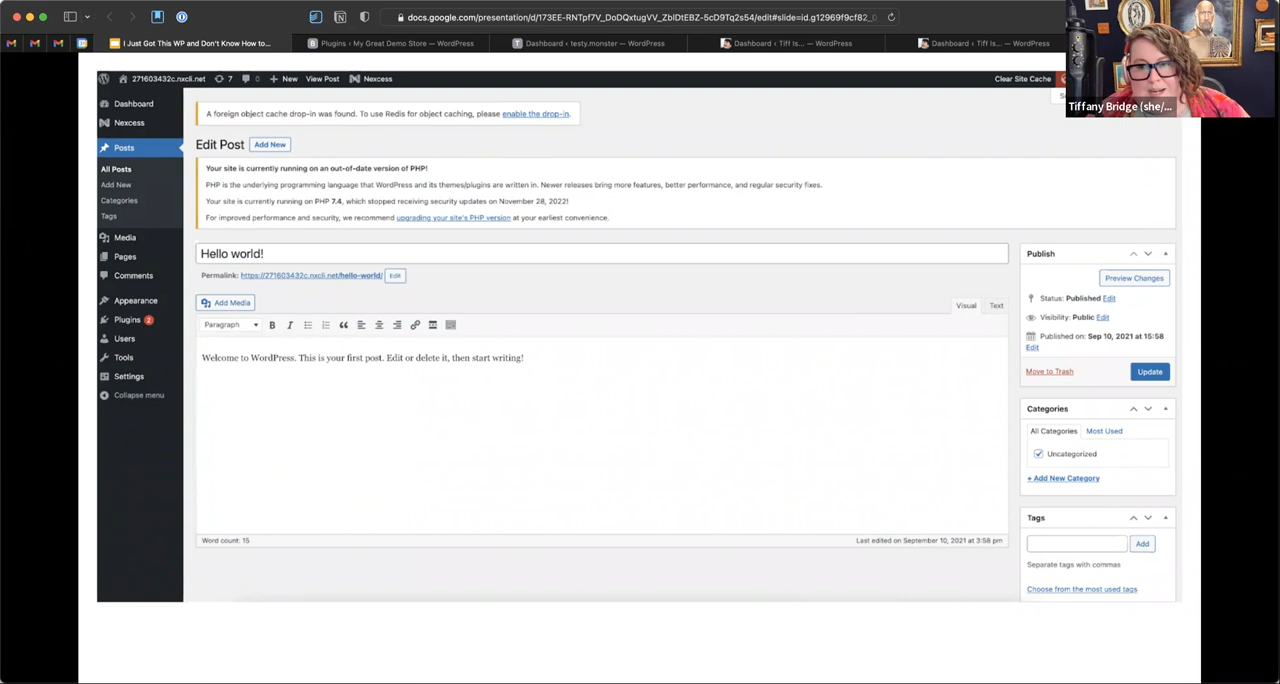 docs.google.com/presentation/d/173EE-RNTpf7V_DoDQxtugVV_ZblDtEBZ-5cD9Tq2s54/edit#slide=id.g12969f9cf82_0
I Just Got This WP and Don't Know How to...
Plugins ‹ My Great Demo Store — WordPress
Dashboard ‹ testy.monster — WordPress
Dashboard ‹ Tiff Is... — WordPress
Dashboard ‹ Tiff Is... — WordPress
Tiffany Bridge (she/...
271603432c.nxcli.net
7
0
New
View Post
Nexcess
Clear Site Cache
Dashboard
Nexcess
Posts
All Posts
Add New
Categories
Tags
Media
Pages
Comments
Appearance
Plugins 2
Users
Tools
Settings
Collapse menu
A foreign object cache drop-in was found. To use Redis for object caching, please enable the drop-in.
Edit Post Add New
Your site is currently running on an out-of-date version of PHP!
PHP is the underlying programming language that WordPress and its themes/plugins are written in. Newer releases bring more features, better performance, and regular security fixes.
Your site is currently running on PHP 7.4, which stopped receiving security updates on November 28, 2022!
For improved performance and security, we recommend upgrading your site's PHP version at your earliest convenience.
Hello world!
Permalink: https://271603432c.nxcli.net/hello-world/ Edit
Add Media
Visual Text
Paragraph B I
Welcome to WordPress. This is your first post. Edit or delete it, then start writing!
Word count: 15
Last edited on September 10, 2021 at 3:58 pm
Publish
Preview Changes
Status: Published Edit
Visibility: Public Edit
Published on: Sep 10, 2021 at 15:58
Edit
Move to Trash Update
Categories
All Categories Most Used
Uncategorized
+ Add New Category
Tags
Add
Separate tags with commas
Choose from the most used tags